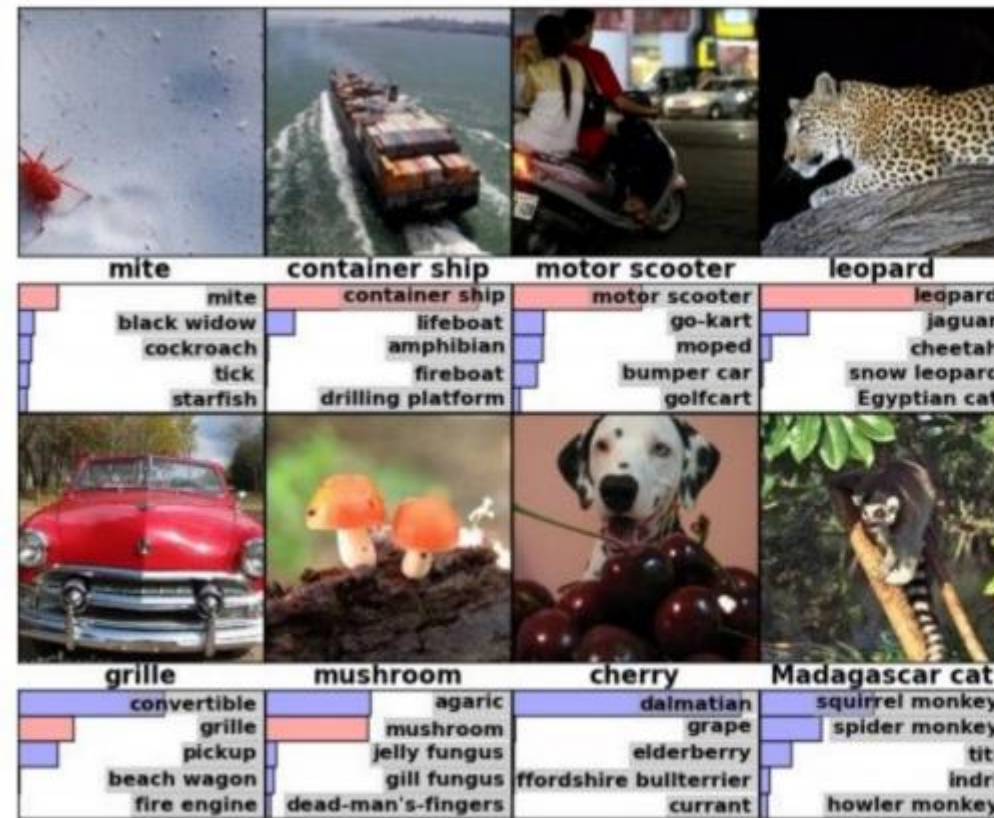 mite
container ship
motor scooter
leopard
mite
black widow
cockroach
tick
starfish
container ship
lifeboat
amphibian
fireboat
drilling platform
motor scooter
go-kart
moped
bumper car
golfcart
leopard
jaguar
cheetah
snow leopard
Egyptian cat
grille
mushroom
cherry
Madagascar cat
convertible
grille
pickup
beach wagon
fire engine
agaric
mushroom
jelly fungus
gill fungus
dead-man's-fingers
dalmatian
grape
elderberry
ffordshire bullterrier
currant
squirrel monkey
spider monkey
titi
indri
howler monkey